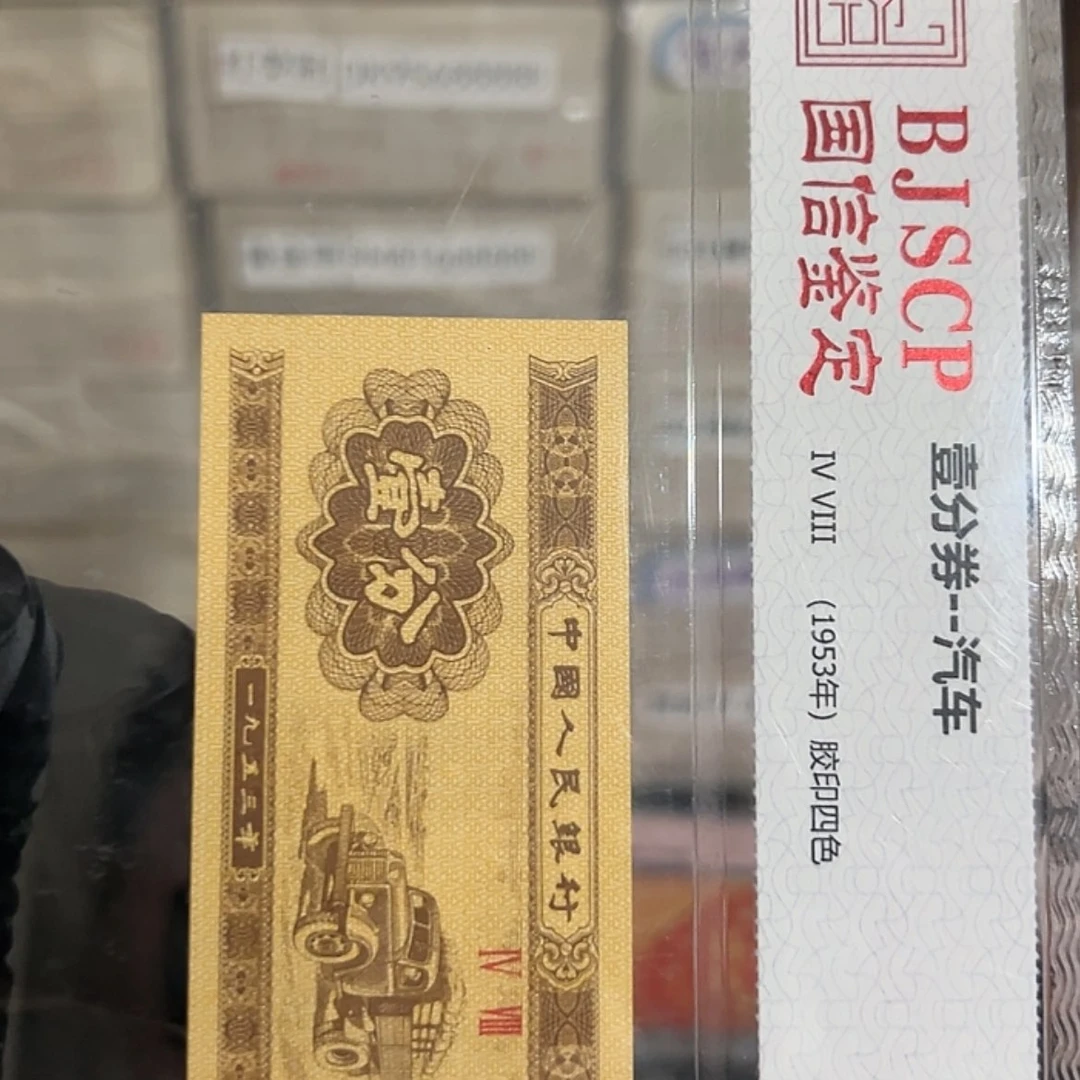 BJSCP
国信鉴定
壹分券--汽车
IV VIII (1953年) 胶印四色
中國人民銀行
壹分
IV VIII
一九五三年